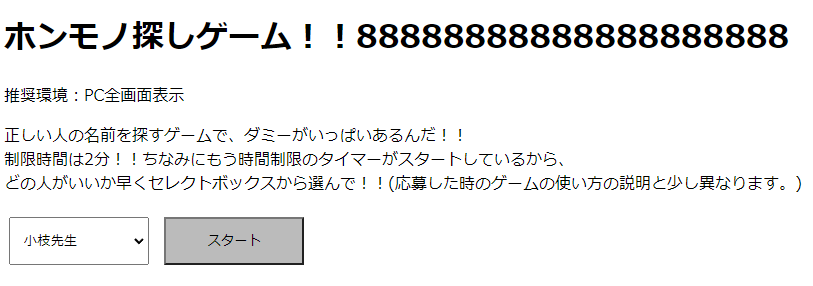 ホンモノ探しゲーム！！88888888888888888888
推奨環境：PC全画面表示
正しい人の名前を探すゲームで、ダミーがいっぱいあるんだ！！
制限時間は2分！！ちなみにもう時間制限のタイマーがスタートしているから、
どの人がいいか早くセレクトボックスから選んで！！(応募した時のゲームの使い方の説明と少し異なります。)
小枝先生 スタート